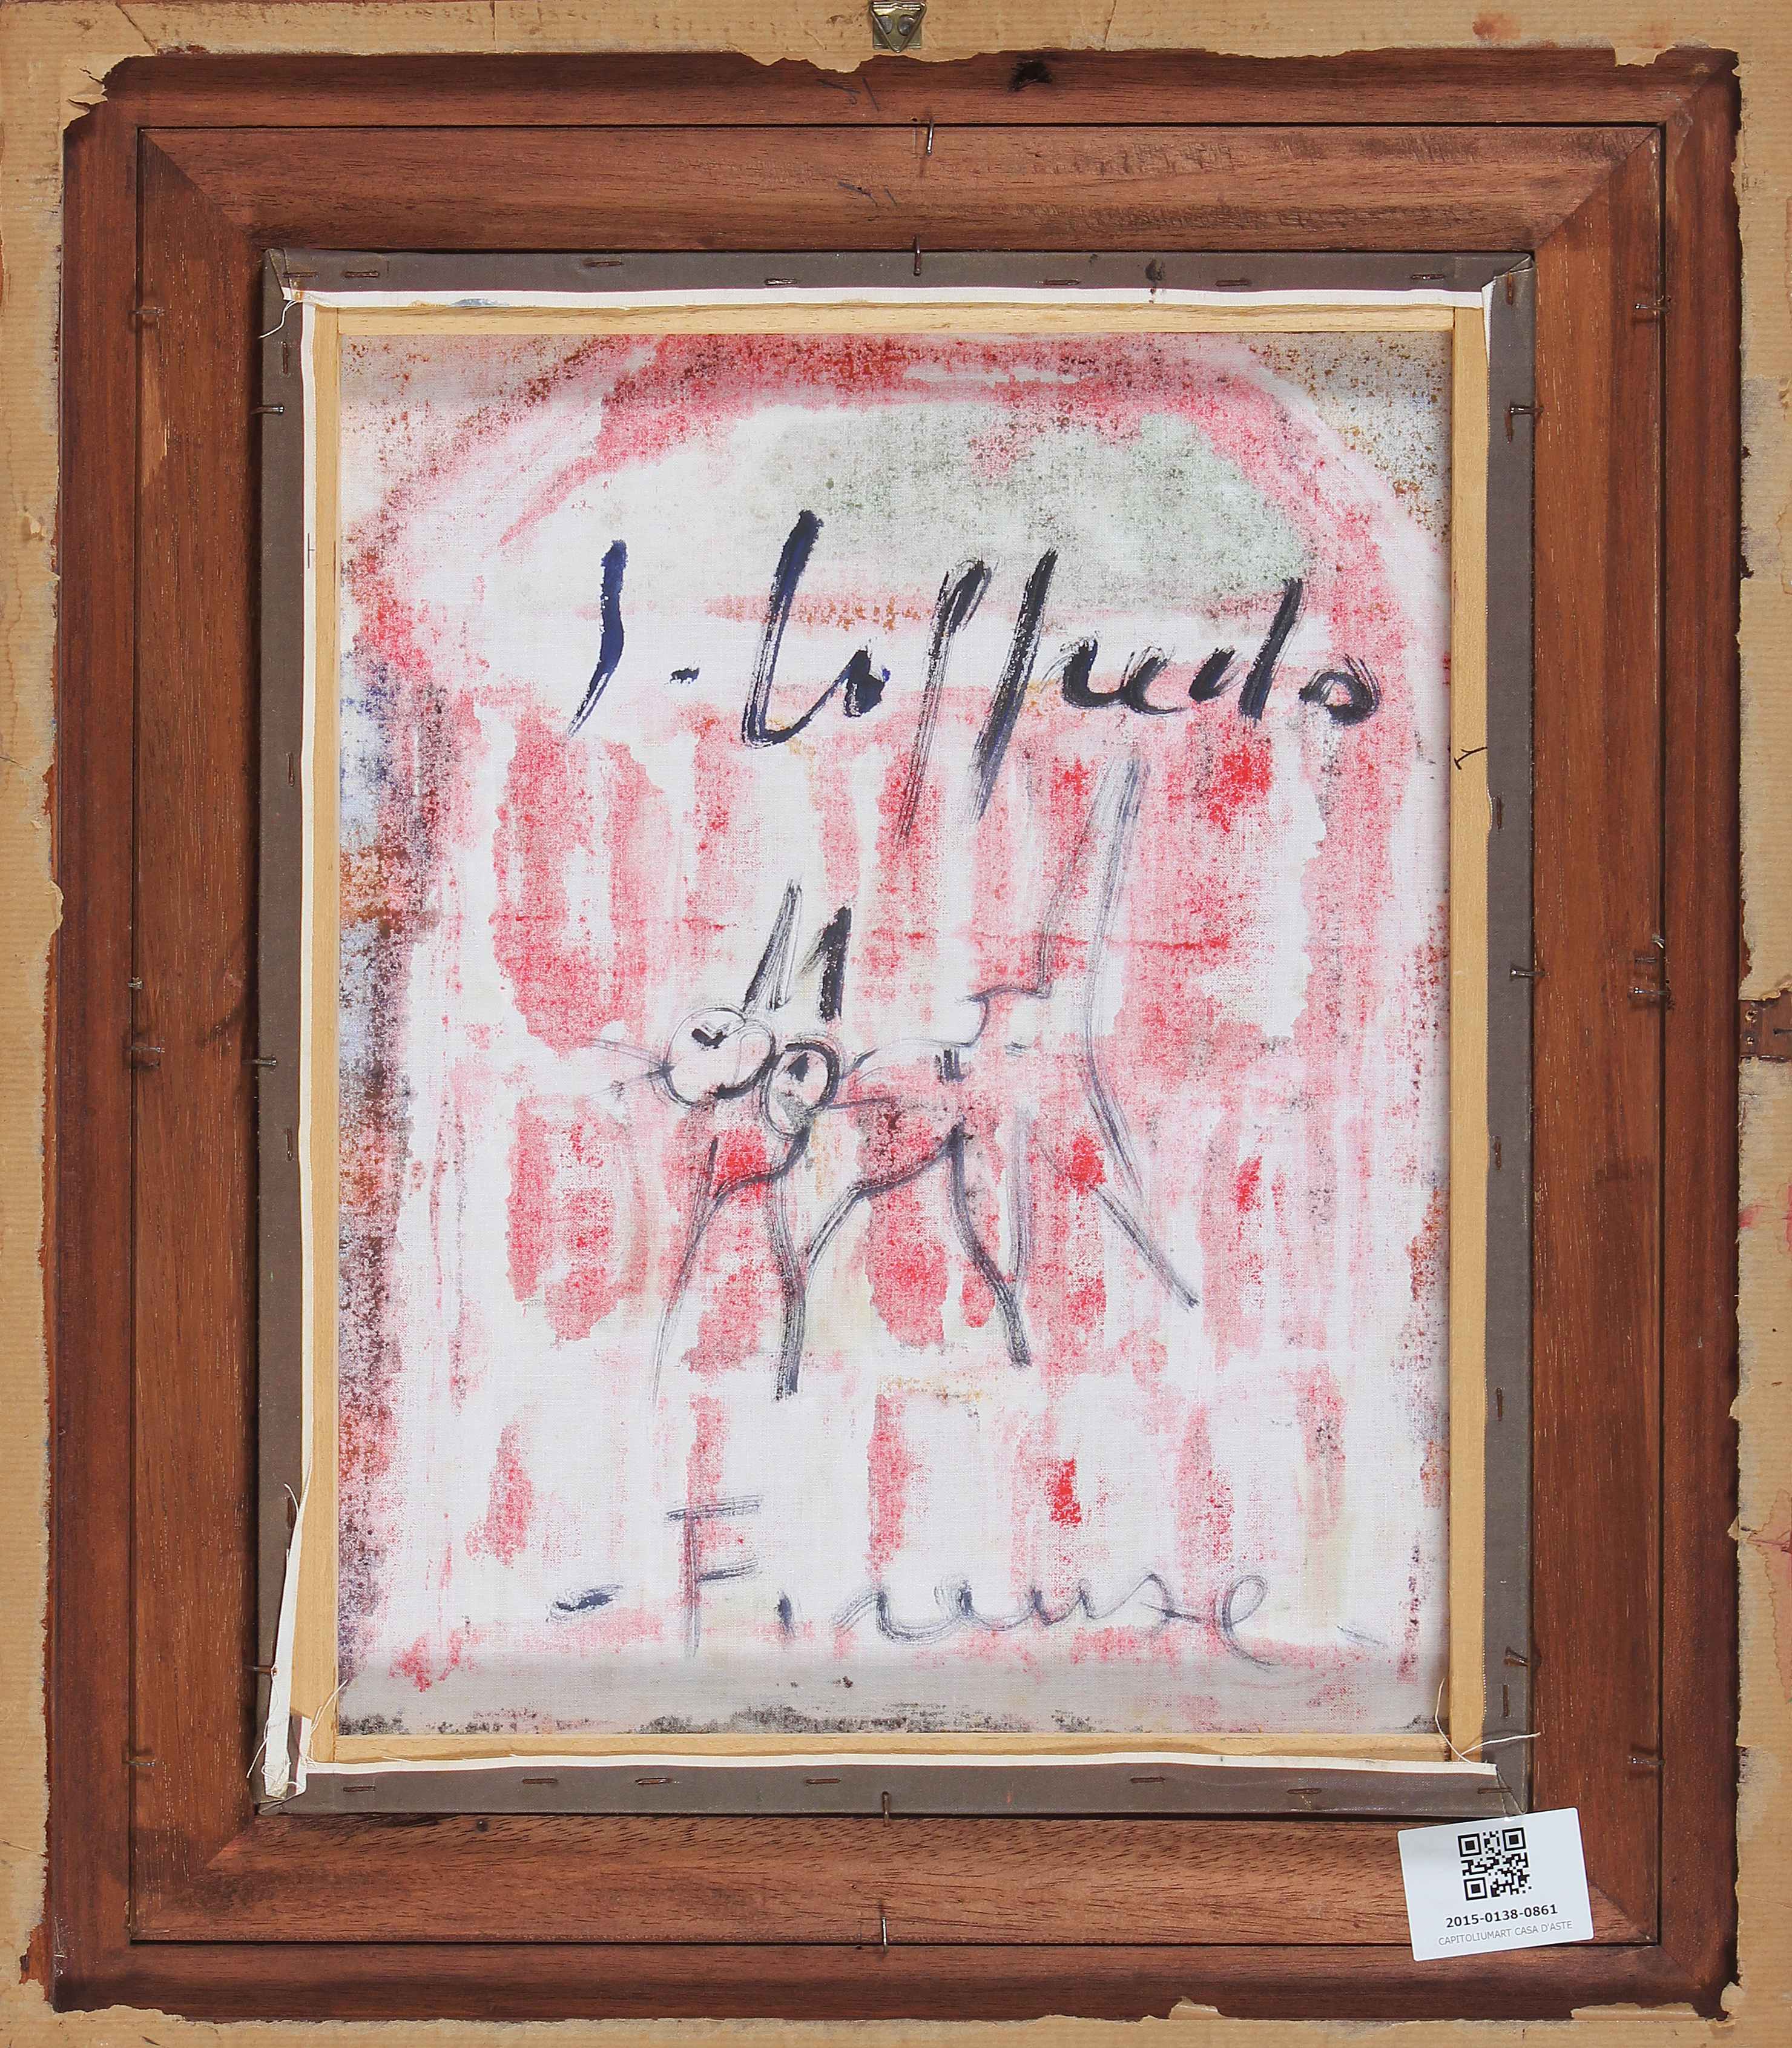 S. Loffredo
- Firenze -
2015-0138-0861
CAPITOLIUMART CASA D'ASTE